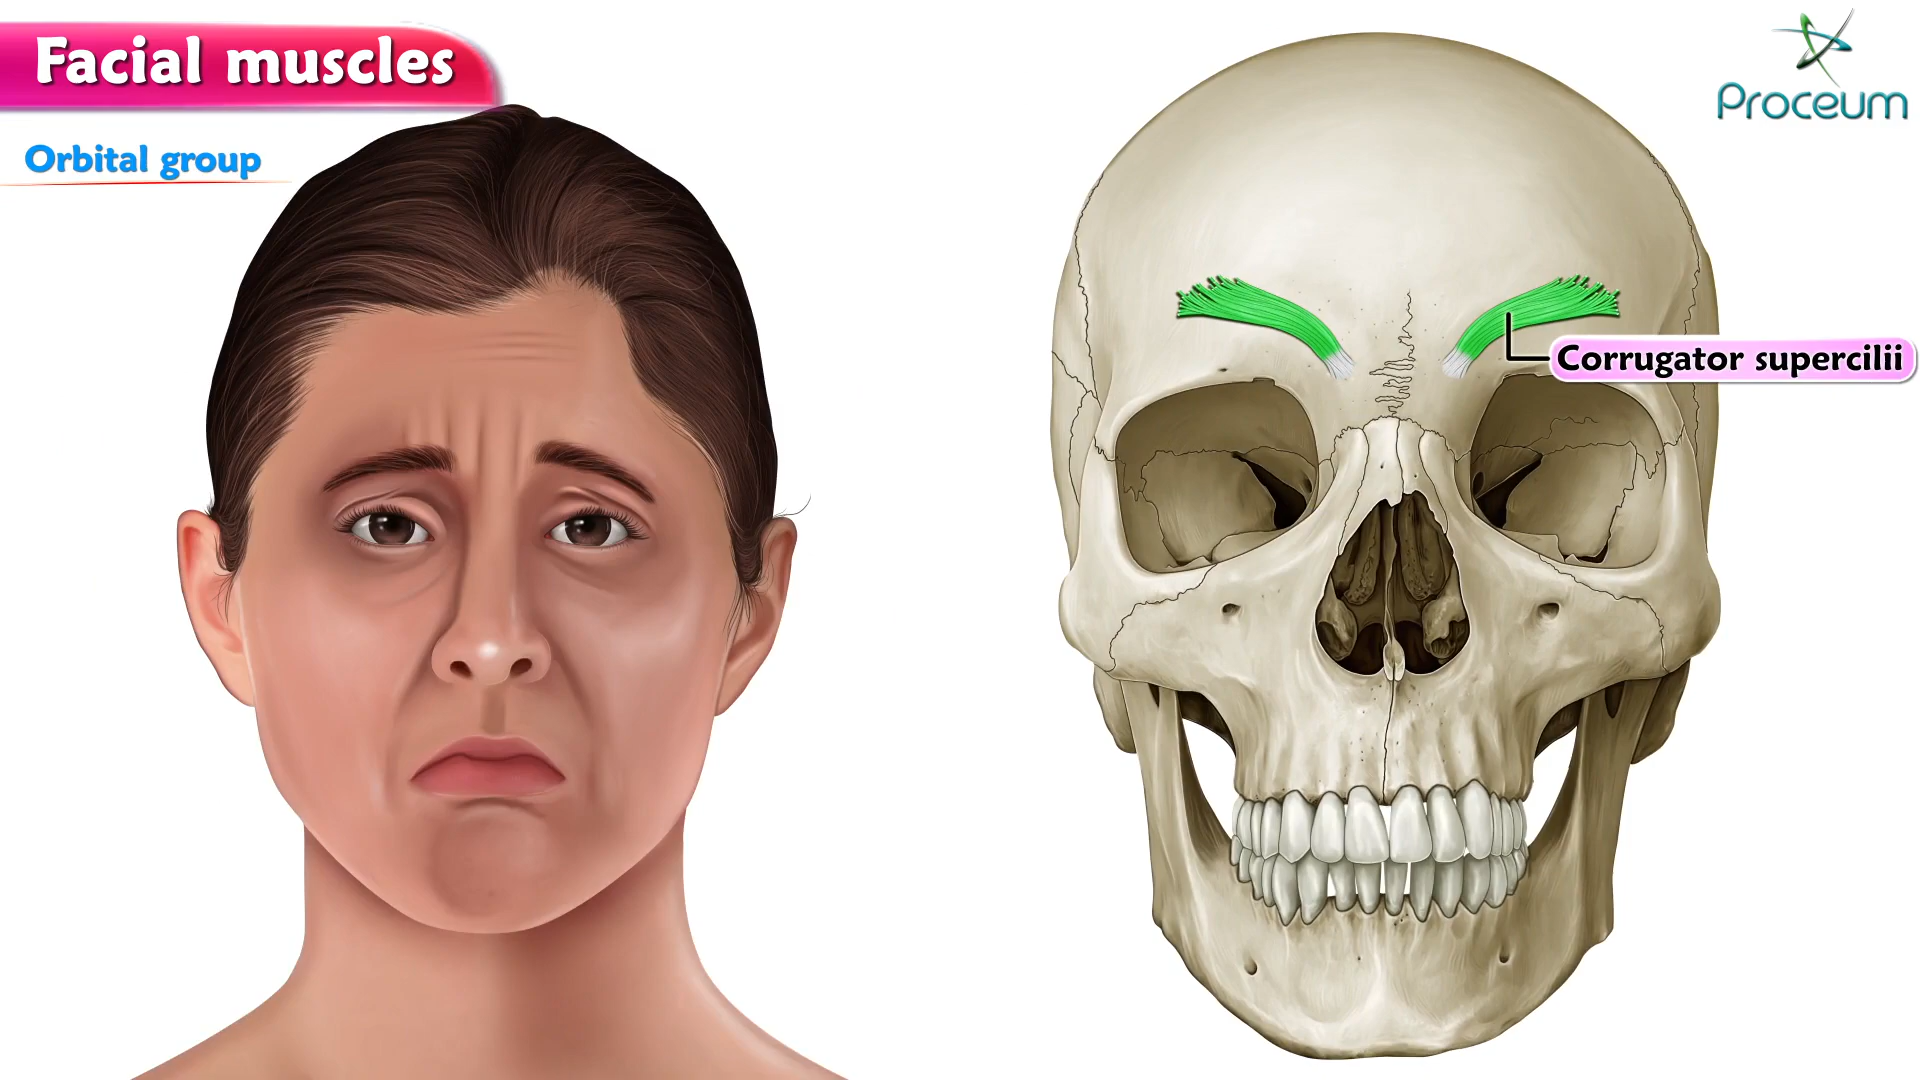 Facial muscles
Proceum
Orbital group
Corrugator supercilii